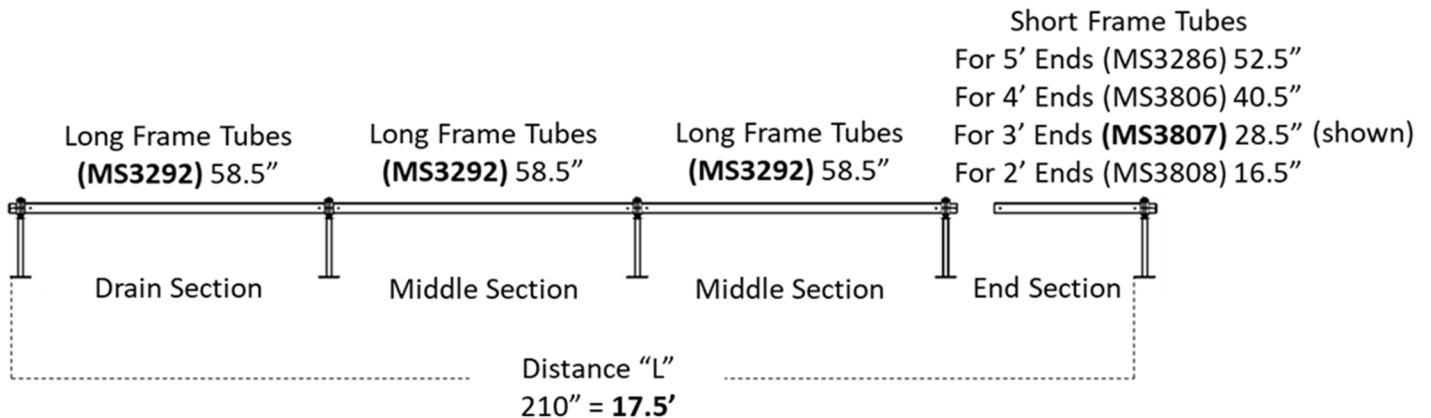 Short Frame Tubes
For 5’ Ends (MS3286) 52.5”
For 4’ Ends (MS3806) 40.5”
For 3’ Ends (MS3807) 28.5” (shown)
For 2’ Ends (MS3808) 16.5”
Long Frame Tubes
(MS3292) 58.5”
Long Frame Tubes
(MS3292) 58.5”
Long Frame Tubes
(MS3292) 58.5”
Drain Section
Middle Section
Middle Section
End Section
Distance “L”
210” = 17.5’